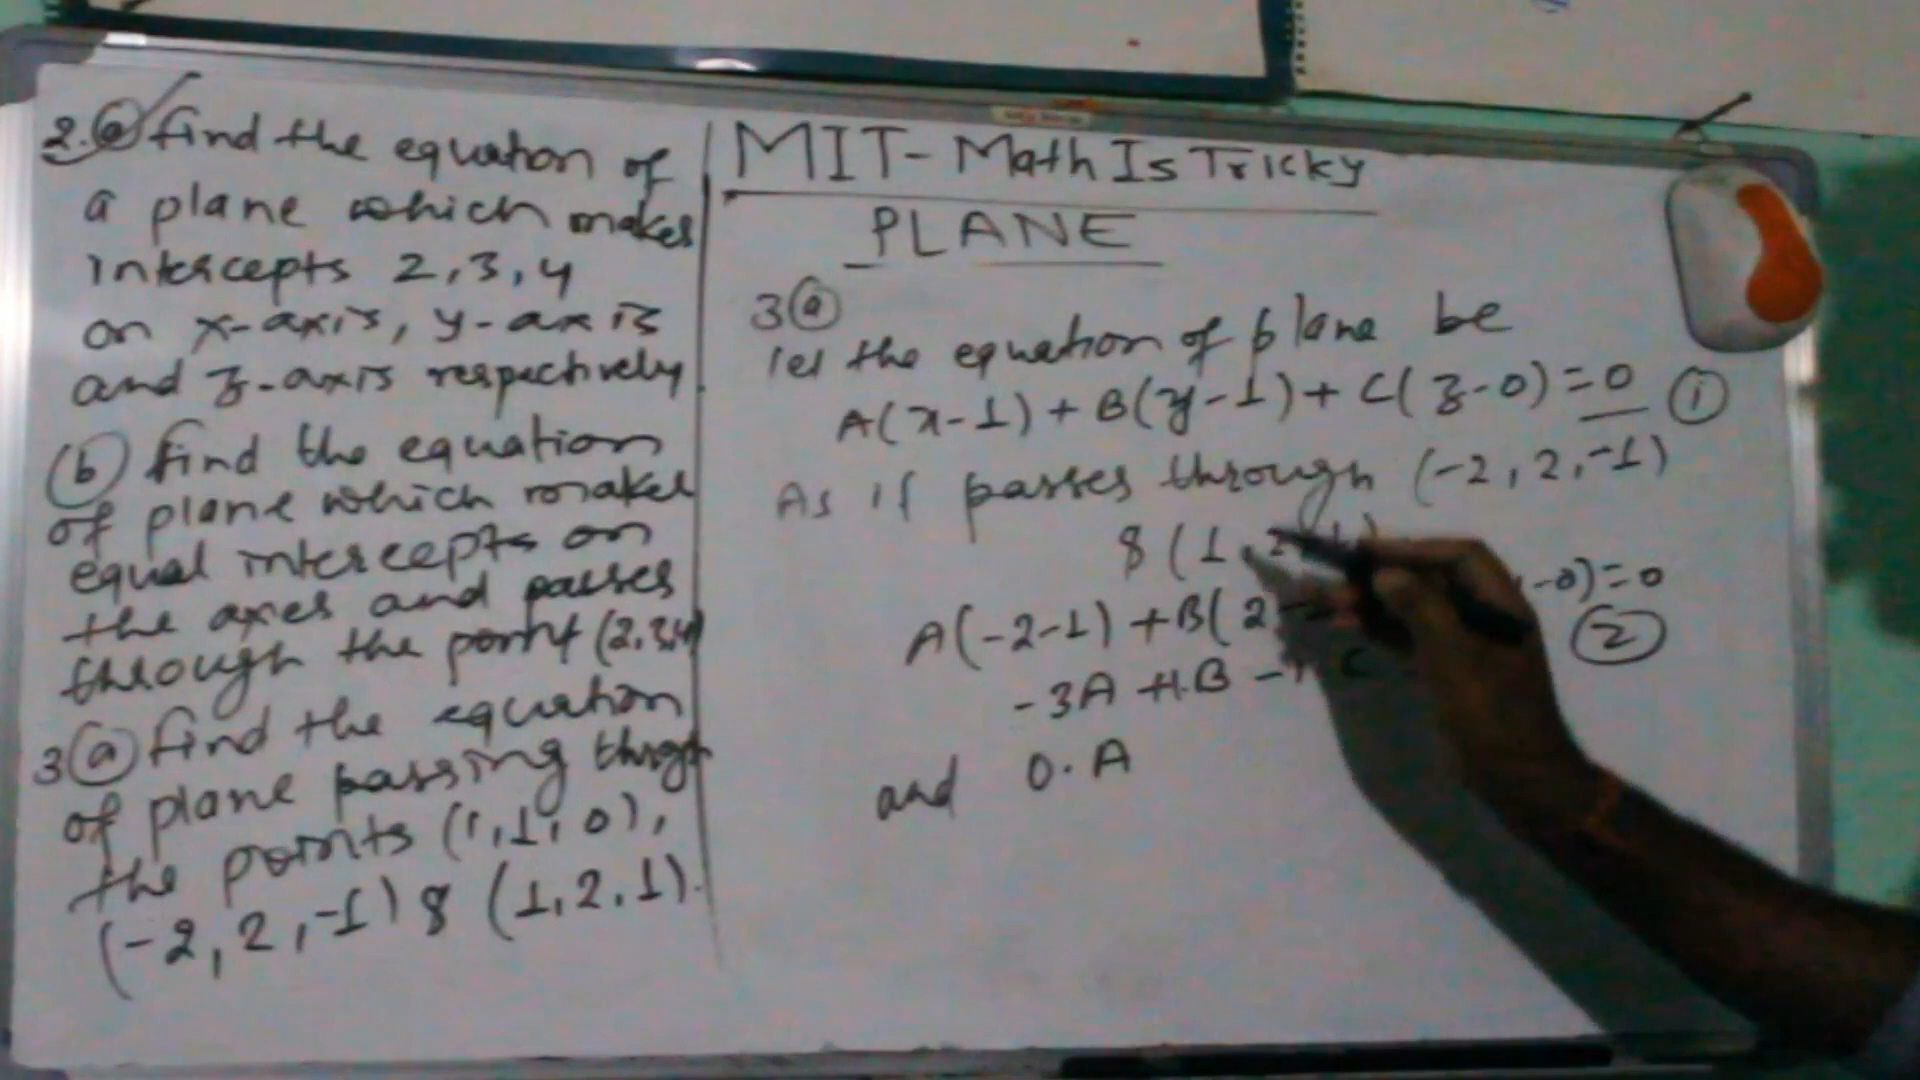 2.(a) find the equation of
a plane which makes
intercepts 2,3,4
on x-axis, y-axis
and z-axis respectively.
(b) find the equation
of plane which makes
equal intercepts on
the axes and passes
through the point (2,3,4)
3(a) find the equation
of plane passing through
the points (1,1,0),
(-2,2,-1) & (1,2,1).
MIT-Math Is Tricky
PLANE
3(a)
let the equation of plane be
A(x-1) + B(y-1) + C(z-0) = 0 (1)
As it passes through (-2,2,-1)
& (1,2,1)
A(-2-1) + B(2- -0)=0
-3A +1.B -1 C (2)
and 0.A